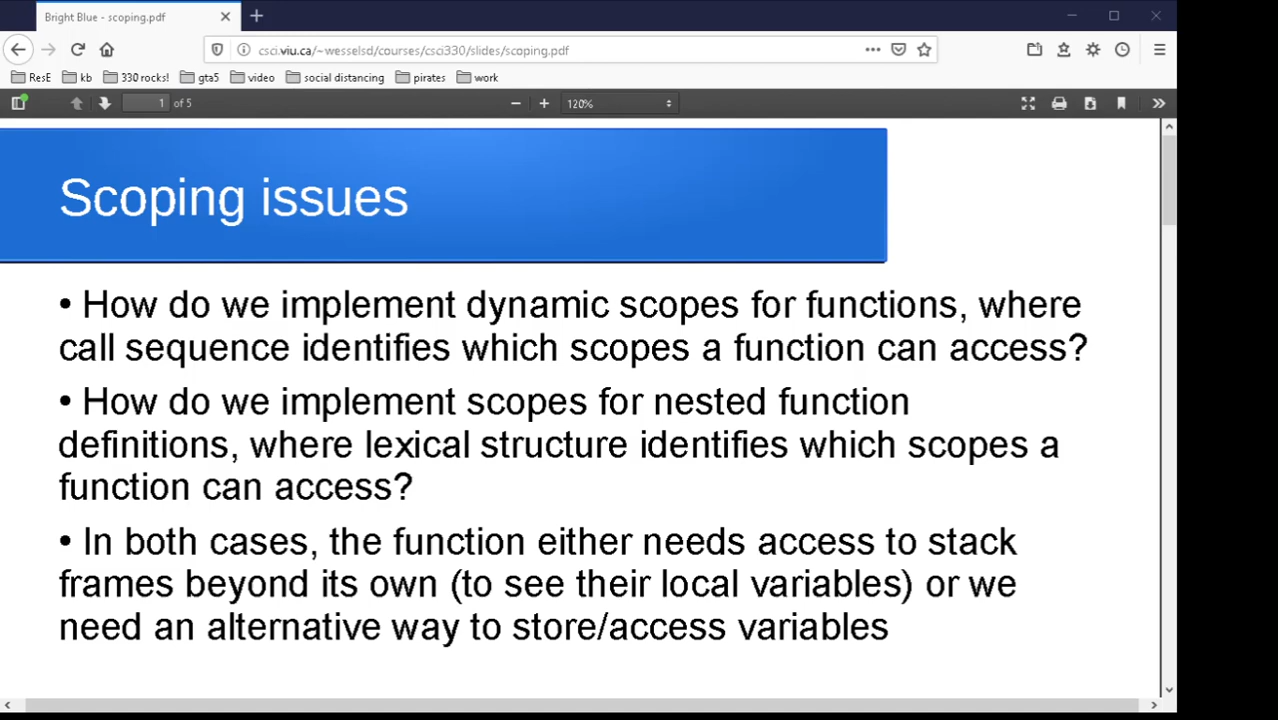 Bright Blue - scoping.pdf
csci.viu.ca/~wesselsd/courses/csci330/slides/scoping.pdf
ResE kb 330 rocks! gta5 video social distancing pirates work
1 of 5 120%
Scoping issues
• How do we implement dynamic scopes for functions, where
call sequence identifies which scopes a function can access?
• How do we implement scopes for nested function
definitions, where lexical structure identifies which scopes a
function can access?
• In both cases, the function either needs access to stack
frames beyond its own (to see their local variables) or we
need an alternative way to store/access variables